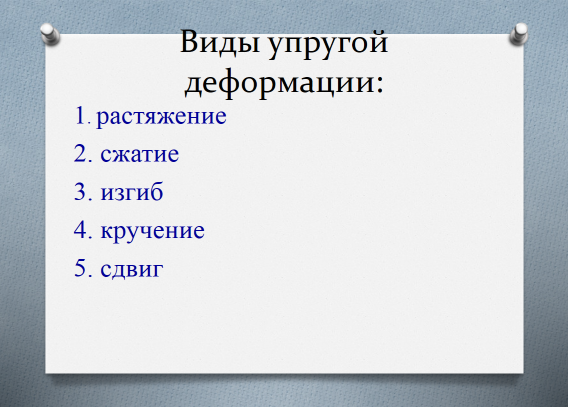 Виды упругой
деформации:
1. растяжение
2. сжатие
3. изгиб
4. кручение
5. сдвиг